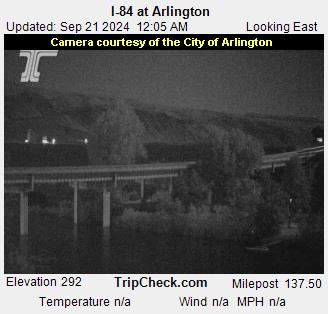 I-84 at Arlington
Updated: Sep 21 2024 12:05 AM Looking East
Camera courtesy of the City of Arlington
Elevation 292 TripCheck.com Milepost 137.50
Temperature n/a Wind n/a MPH n/a